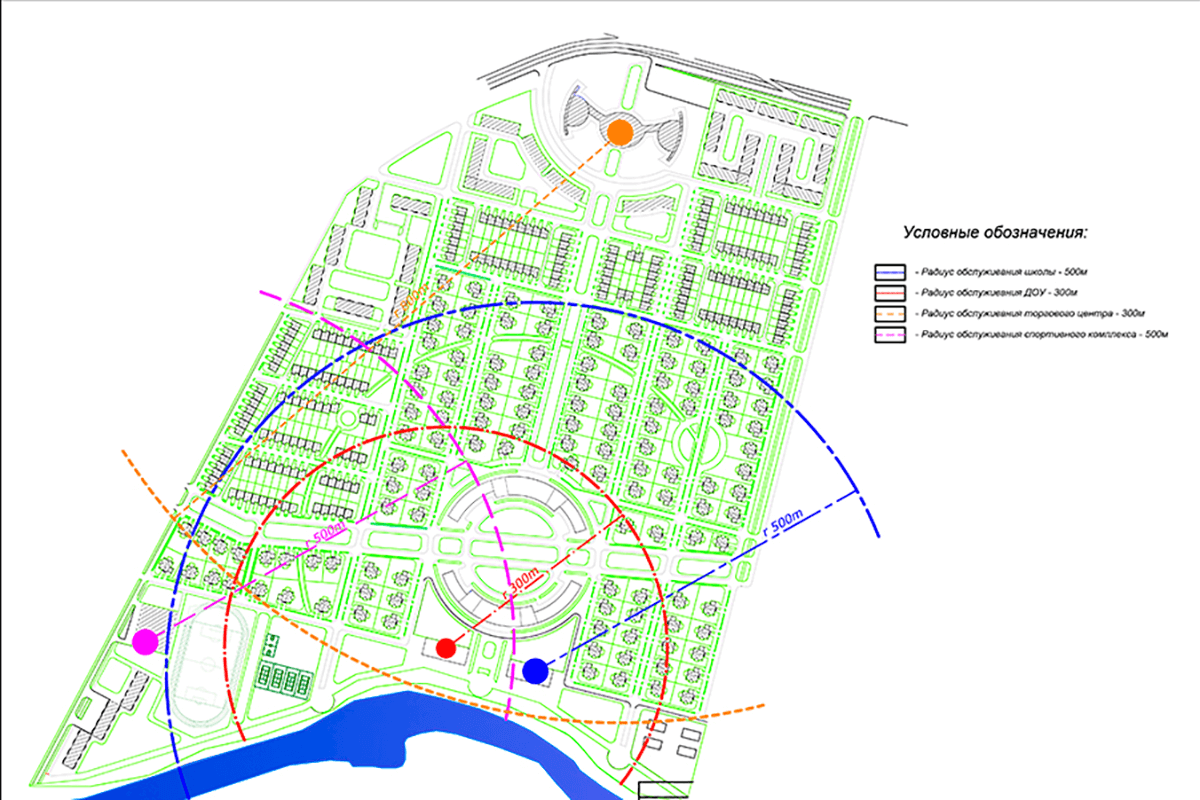 Условные обозначения:
- Радиус обслуживания школы - 500м
- Радиус обслуживания ДОУ - 300м
- Радиус обслуживания торгового центра - 300м
- Радиус обслуживания спортивного комплекса - 500м
r 500m
r 500m
r 300m